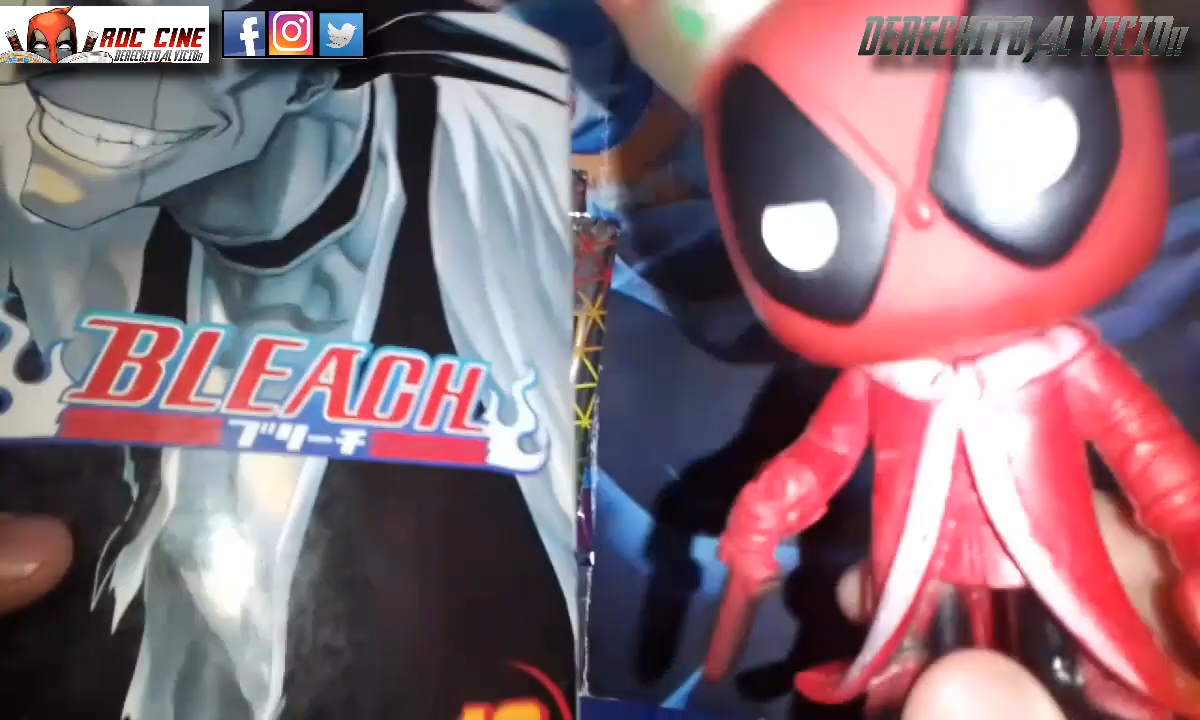 RDC CINE
DERECHITO AL VICIO!!
DERECHITO AL VICIO!!
BLEACH
ブリーチ